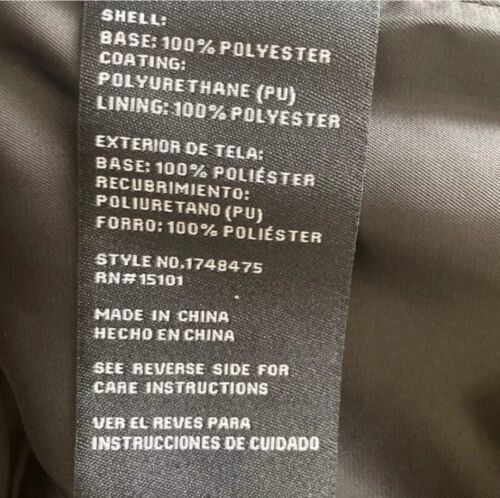 SHELL:
BASE: 100% POLYESTER
COATING:
POLYURETHANE (PU)
LINING: 100% POLYESTER
EXTERIOR DE TELA:
BASE: 100% POLIÉSTER
RECUBRIMIENTO:
POLIURETANO (PU)
FORRO: 100% POLIÉSTER
STYLE NO.1748475
RN#15101
MADE IN CHINA
HECHO EN CHINA
SEE REVERSE SIDE FOR
CARE INSTRUCTIONS
VER EL REVES PARA
INSTRUCCIONES DE CUIDADO